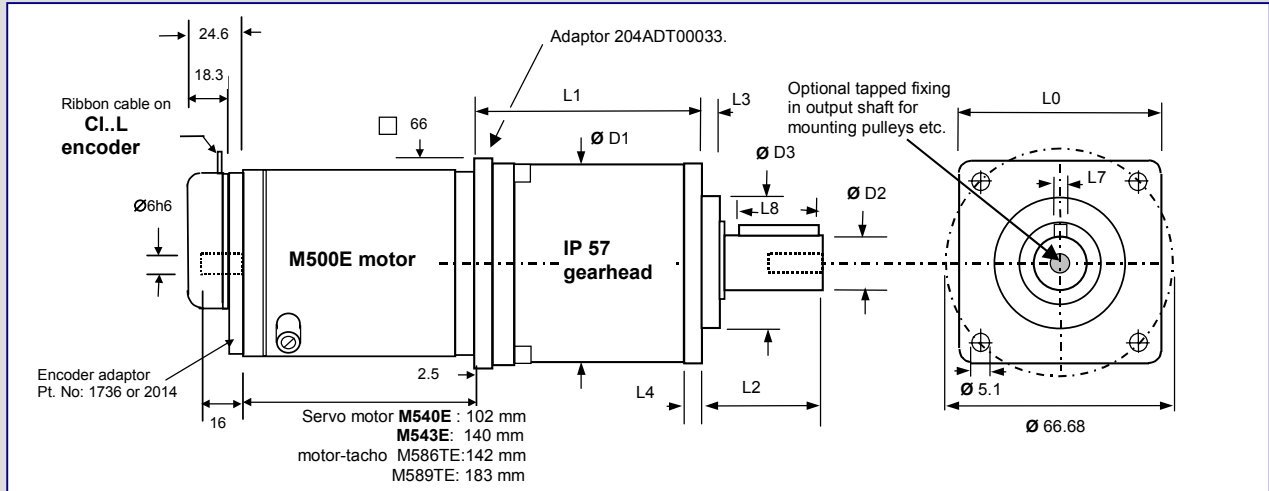 24.6
18.3
Ribbon cable on
CI..L
encoder
Ø6h6
Adaptor 204ADT00033.
66
L1
L3
Ø D1
Ø D3
L8
Ø D2
M500E motor
IP 57
gearhead
Optional tapped fixing
in output shaft for
mounting pulleys etc.
L0
L7
Encoder adaptor
Pt. No: 1736 or 2014
16
2.5
L4
L2
Ø 5.1
Ø 66.68
Servo motor M540E : 102 mm
M543E: 140 mm
motor-tacho M586TE:142 mm
M589TE: 183 mm